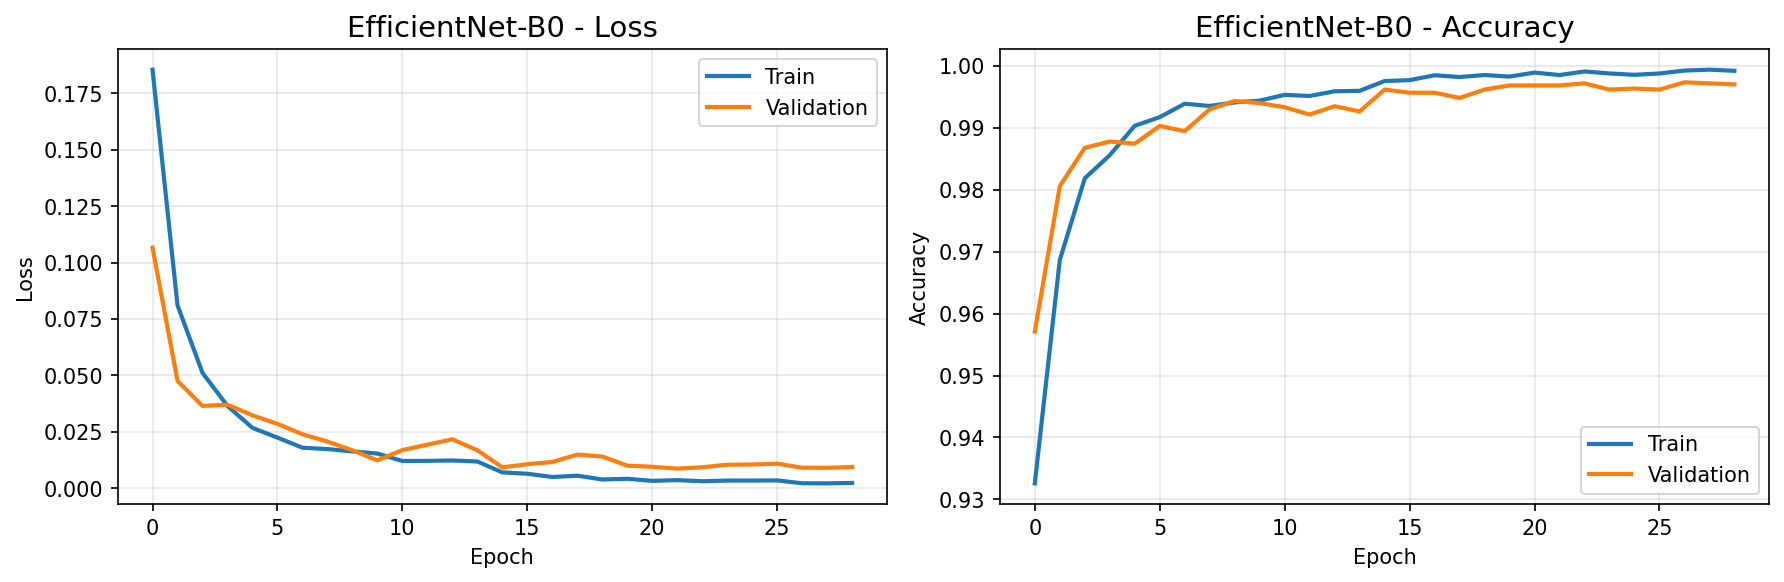 EfficientNet-B0 - Loss
Loss
0.175
0.150
0.125
0.100
0.075
0.050
0.025
0.000
Train
Validation
0 5 10 15 20 25
Epoch
EfficientNet-B0 - Accuracy
Accuracy
1.00
0.99
0.98
0.97
0.96
0.95
0.94
0.93
Train
Validation
0 5 10 15 20 25
Epoch